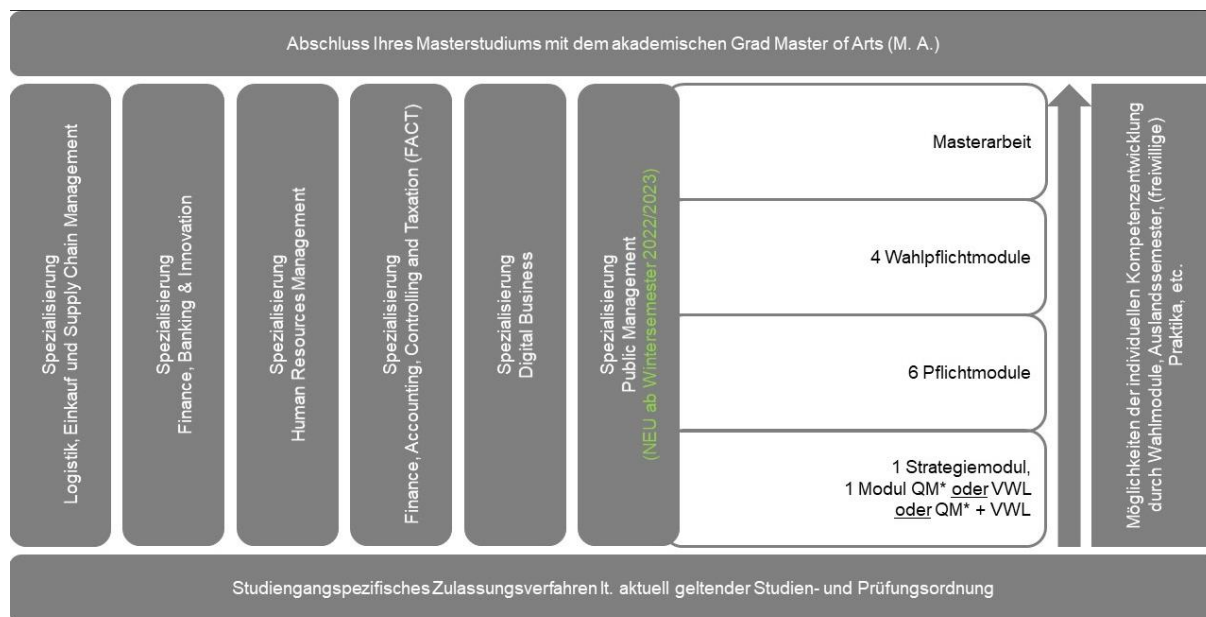 Abschluss Ihres Masterstudiums mit dem akademischen Grad Master of Arts (M. A.)
Spezialisierung
Logistik, Einkauf und Supply Chain Management
Spezialisierung
Finance, Banking & Innovation
Spezialisierung
Human Resources Management
Spezialisierung
Finance, Accounting, Controlling and Taxation (FACT)
Spezialisierung
Digital Business
Spezialisierung
Public Management
(NEU ab Wintersemester 2022/2023)
Masterarbeit
4 Wahlpflichtmodule
6 Pflichtmodule
1 Strategiemodul,
1 Modul QM* oder VWL
oder QM* + VWL
Möglichkeiten der individuellen Kompetenzentwicklung
durch Wahlmodule, Auslandssemester, (freiwillige)
Praktika, etc.
Studiengangspezifisches Zulassungsverfahren lt. aktuell geltender Studien- und Prüfungsordnung